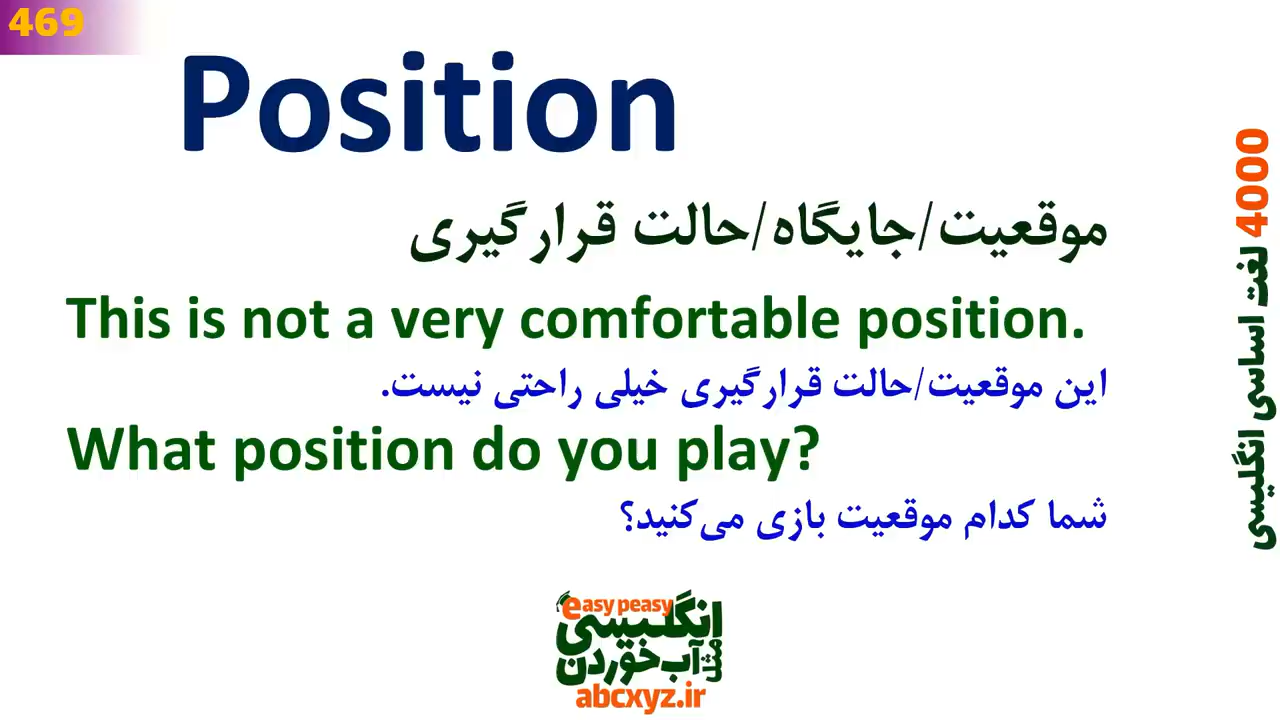 469
Position
موقعیت/جایگاه/حالت قرارگیری
This is not a very comfortable position.
این موقعیت/حالت قرارگیری خیلی راحتی نیست.
What position do you play?
شما کدام موقعیت بازی می‌کنید؟
4000 لغت اساسی انگلیسی
easy peasy
انگلیسی
مثل آب خوردن
abcxyz.ir